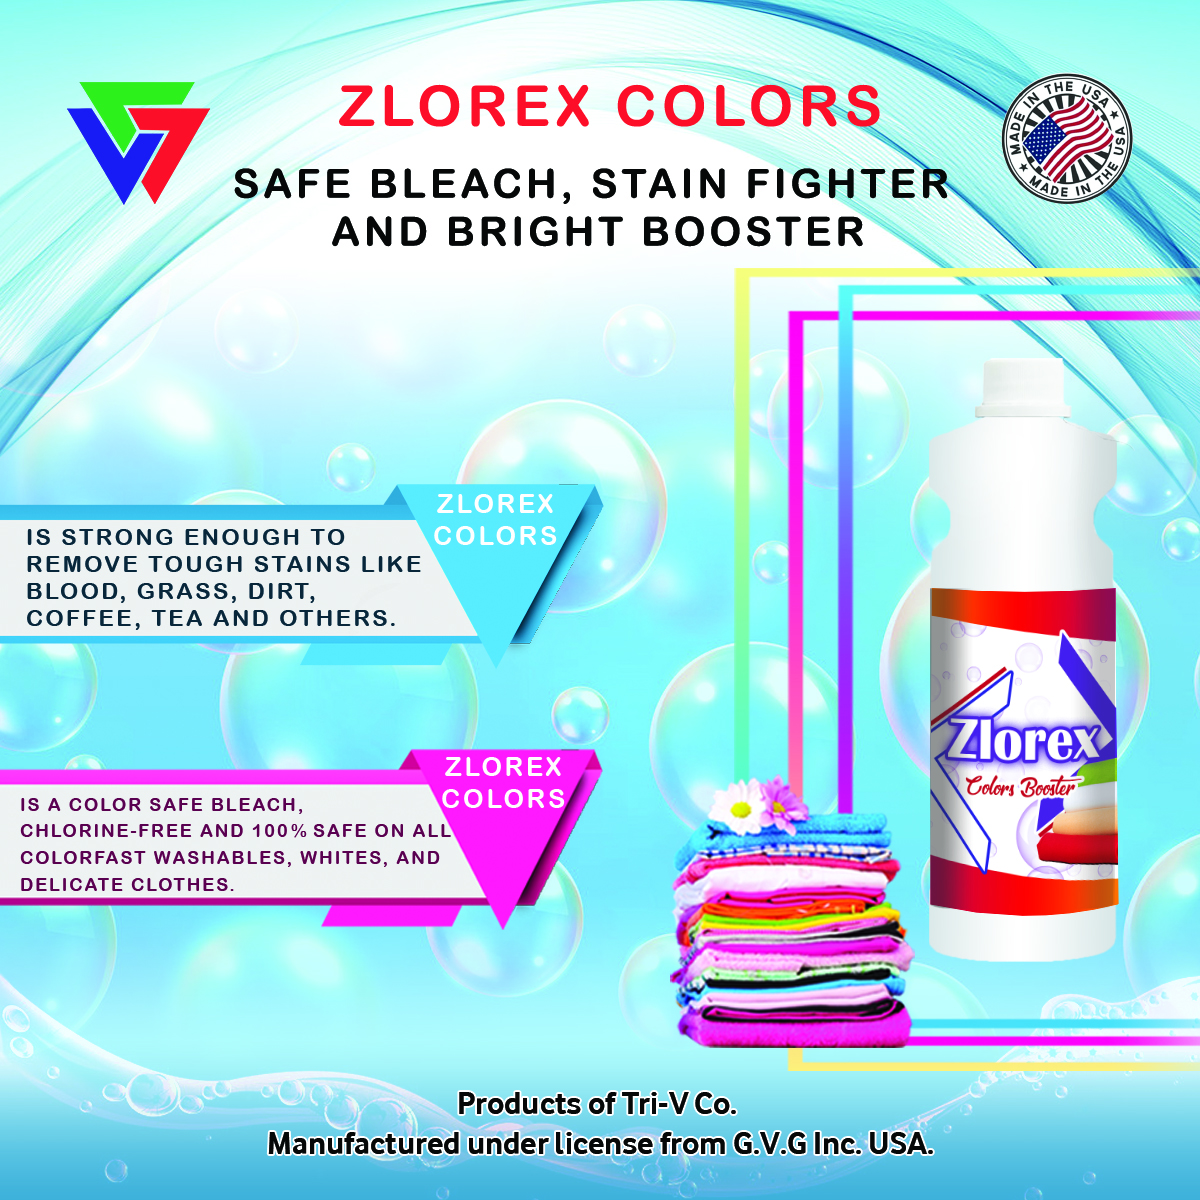 ZLOREX COLORS
MADE IN THE USA
MADE IN THE USA
SAFE BLEACH, STAIN FIGHTER
AND BRIGHT BOOSTER
ZLOREX
COLORS
IS STRONG ENOUGH TO
REMOVE TOUGH STAINS LIKE
BLOOD, GRASS, DIRT,
COFFEE, TEA AND OTHERS.
Zlorex
Colors Booster
ZLOREX
COLORS
IS A COLOR SAFE BLEACH,
CHLORINE-FREE AND 100% SAFE ON ALL
COLORFAST WASHABLES, WHITES, AND
DELICATE CLOTHES.
Products of Tri-V Co.
Manufactured under license from G.V.G Inc. USA.